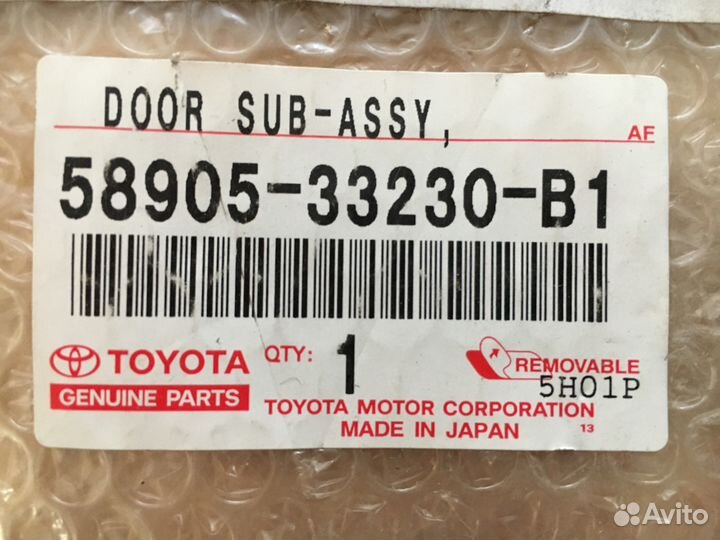 DOOR SUB-ASSY,
AF
58905-33230-B1
TOYOTA
GENUINE PARTS
QTY: 1
REMOVABLE
5H01P
TOYOTA MOTOR CORPORATION
MADE IN JAPAN
13
Avito